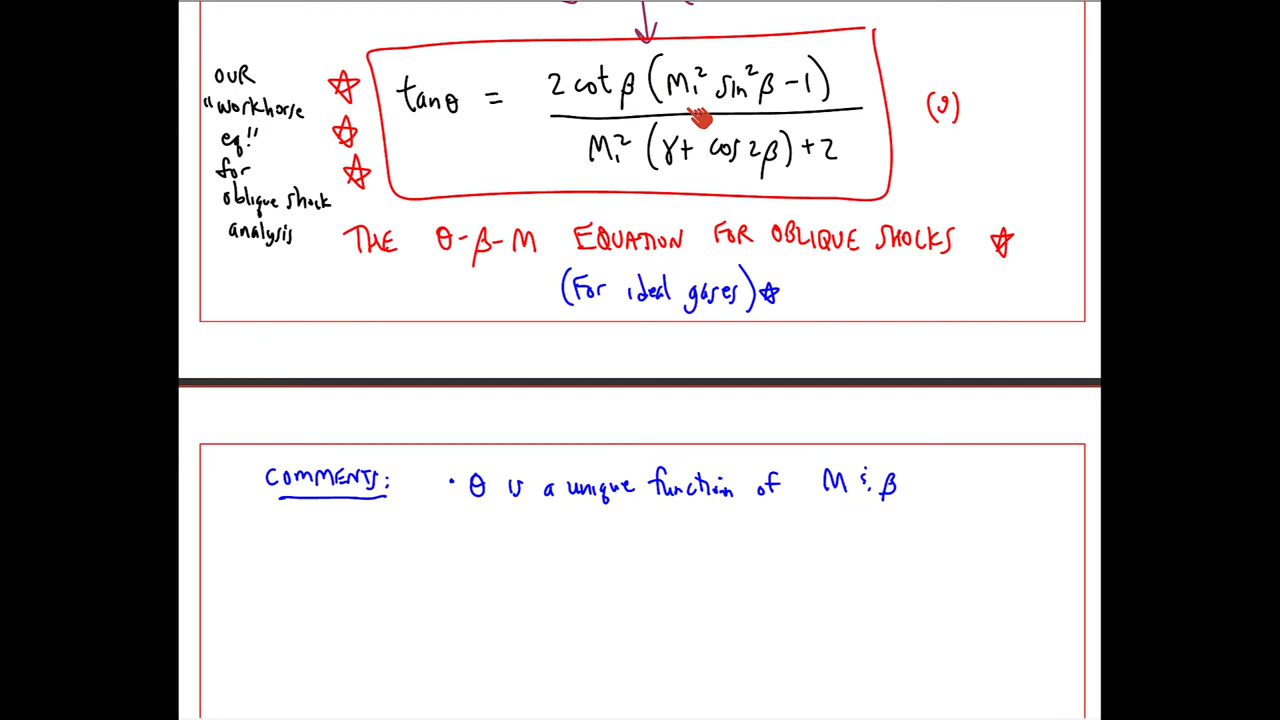 OUR
"workhorse
eq!"
for
oblique shock
analysis
tanθ = 2 cot β (M₁² sin²β - 1) / M₁² (γ + cos 2β) + 2
(9)
THE θ-β-M EQUATION FOR OBLIQUE SHOCKS ☆
(For ideal gases) ☆
COMMENTS: · θ is a unique function of M & β